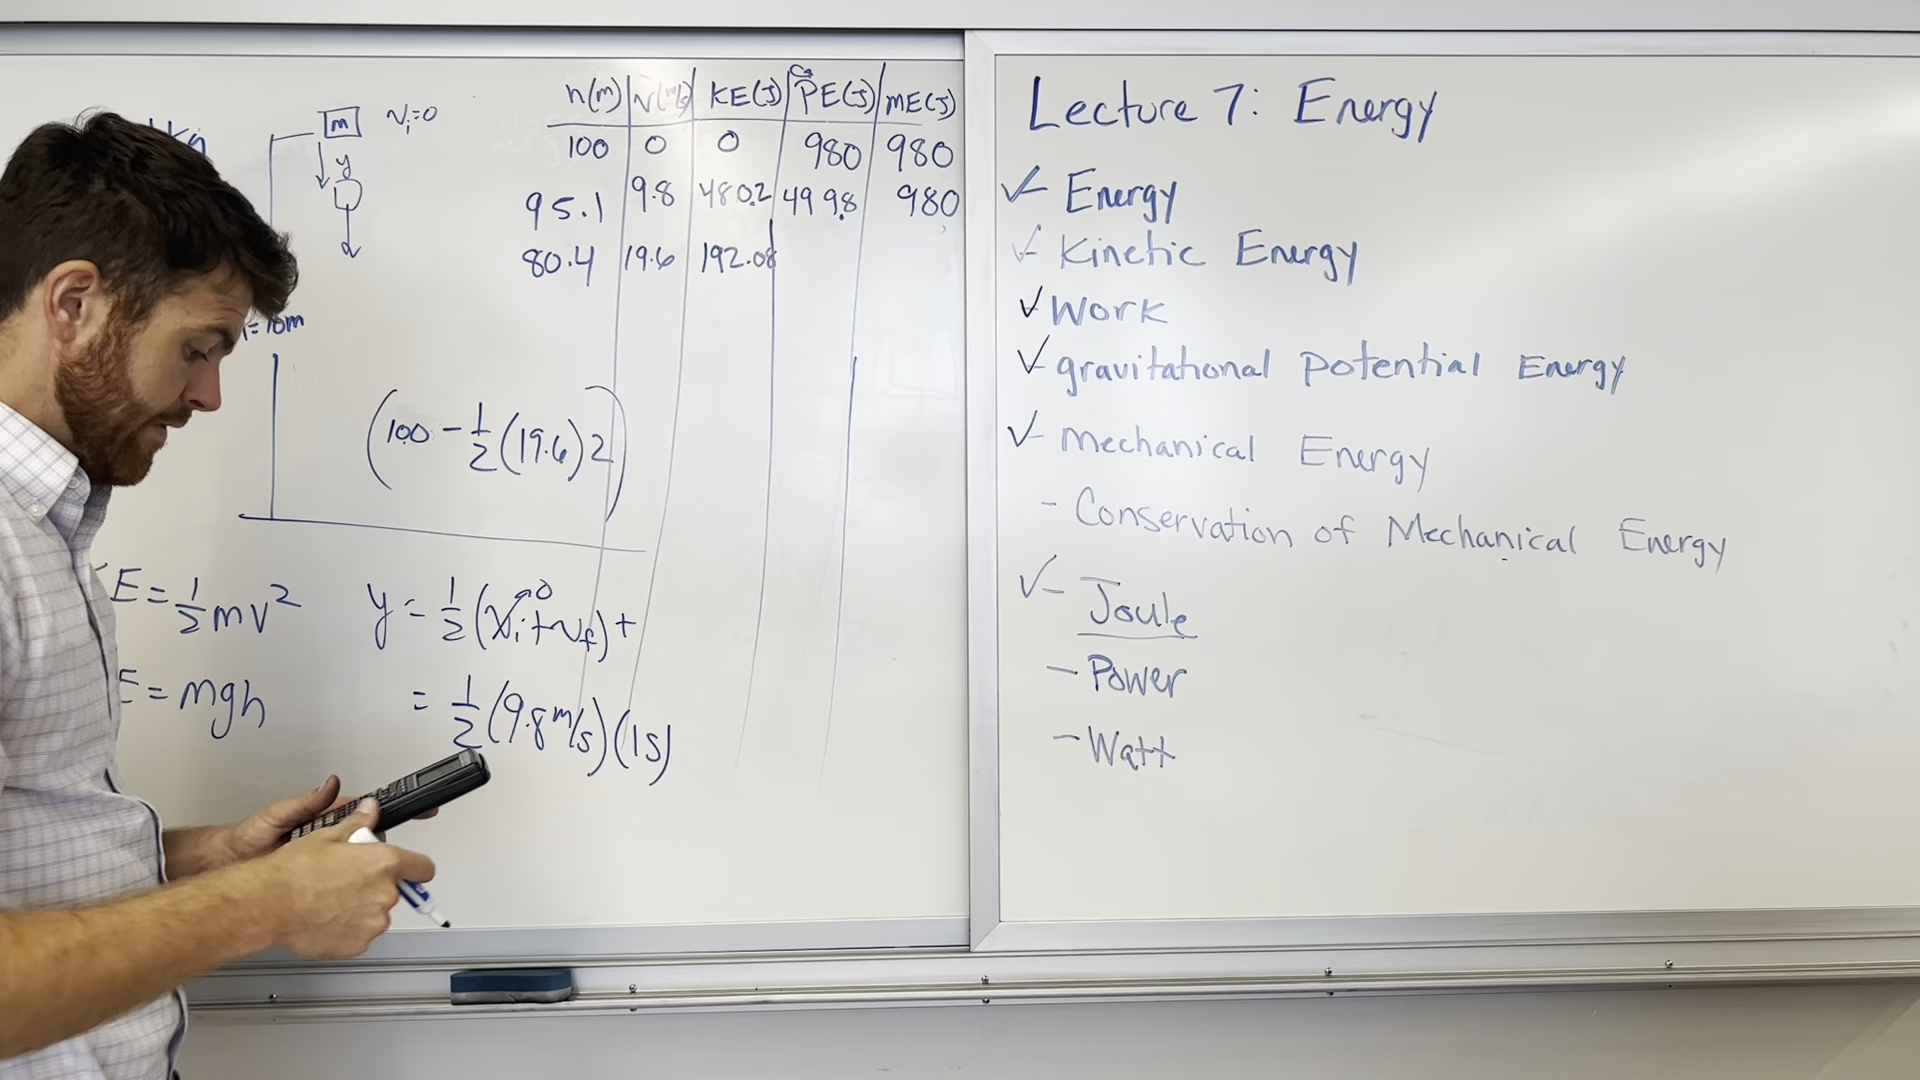 m vᵢ=0
y
=10m
h(m) v(m/s) KE(J) PE(J) ME(J)
100 0 0 980 980
95.1 9.8 480.2 499.8 980
80.4 19.6 192.08
(100 - 1/2 (19.6) 2)
E = 1/2 mv²
E = mgh
y = 1/2 (vᵢ + v_f) t
0
= 1/2 (9.8 m/s) (1s)
Lecture 7: Energy
✓ Energy
✓ Kinetic Energy
✓ Work
✓ gravitational Potential Energy
✓ - Mechanical Energy
- Conservation of Mechanical Energy
✓ - Joule
- Power
- Watt